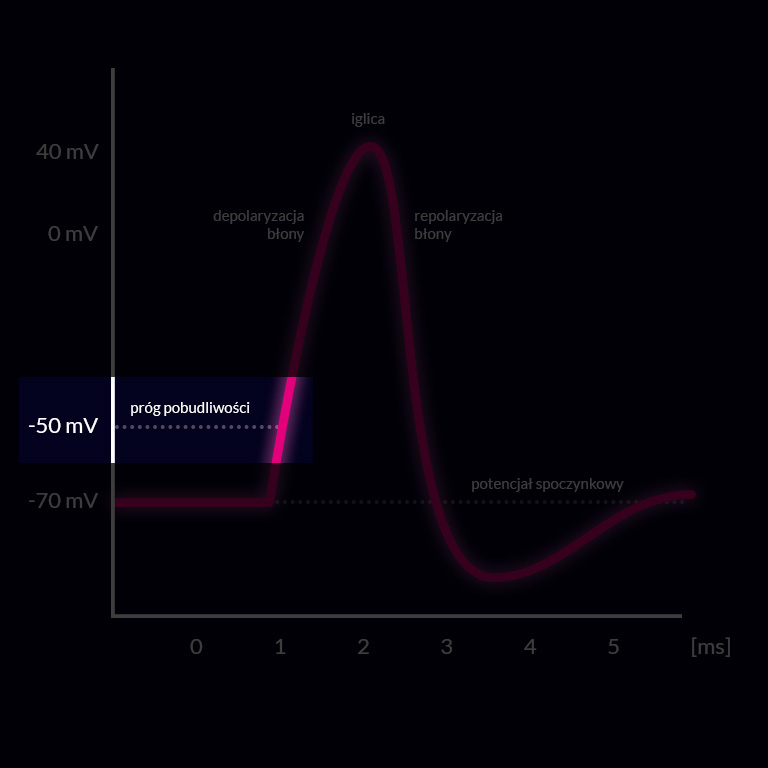 iglica
40 mV
depolaryzacja
błony
repolaryzacja
błony
0 mV
próg pobudliwości
-50 mV
potencjał spoczynkowy
-70 mV
0 1 2 3 4 5 [ms]